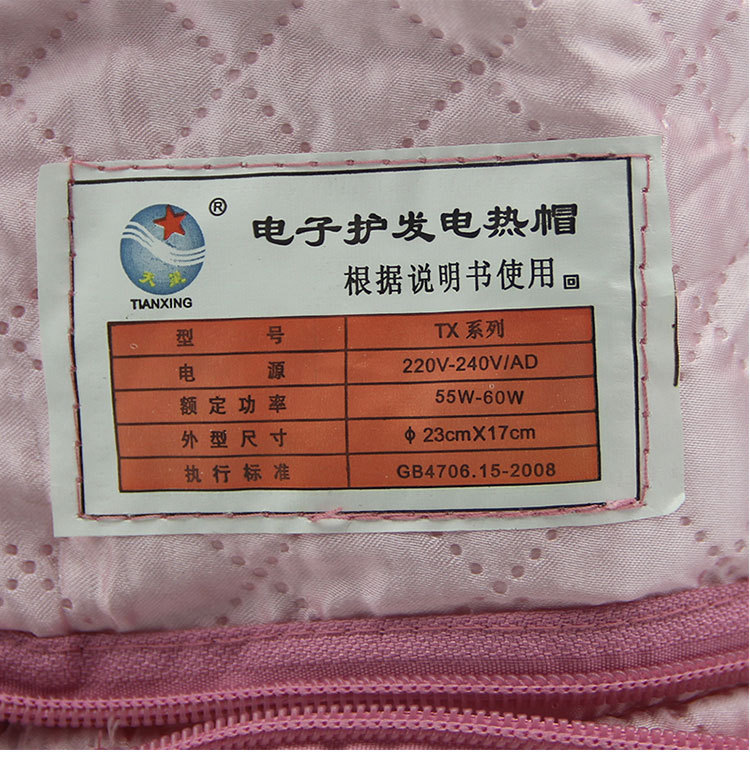 ®
天
TIANXING
电子护发电热帽
根据说明书使用
型 号 TX 系列
电 源 220V-240V/AD
额定功率 55W-60W
外型尺寸 ϕ 23cmX17cm
执行标准 GB4706.15-2008